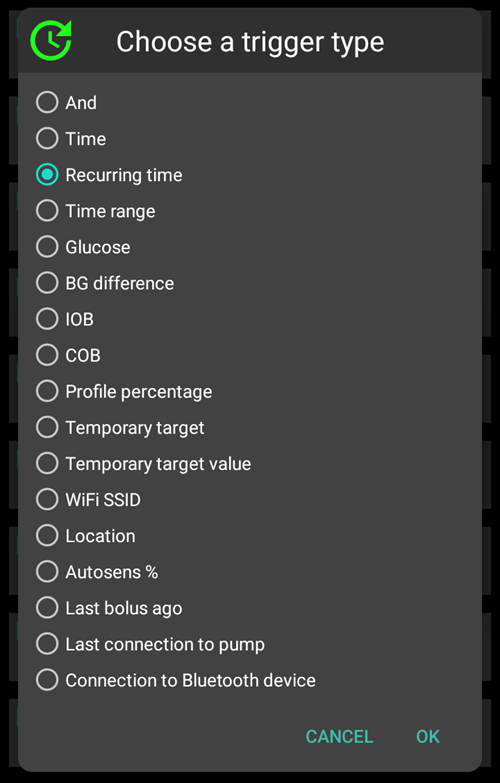 Choose a trigger type
And
Time
Recurring time
Time range
Glucose
BG difference
IOB
COB
Profile percentage
Temporary target
Temporary target value
WiFi SSID
Location
Autosens %
Last bolus ago
Last connection to pump
Connection to Bluetooth device
CANCEL OK